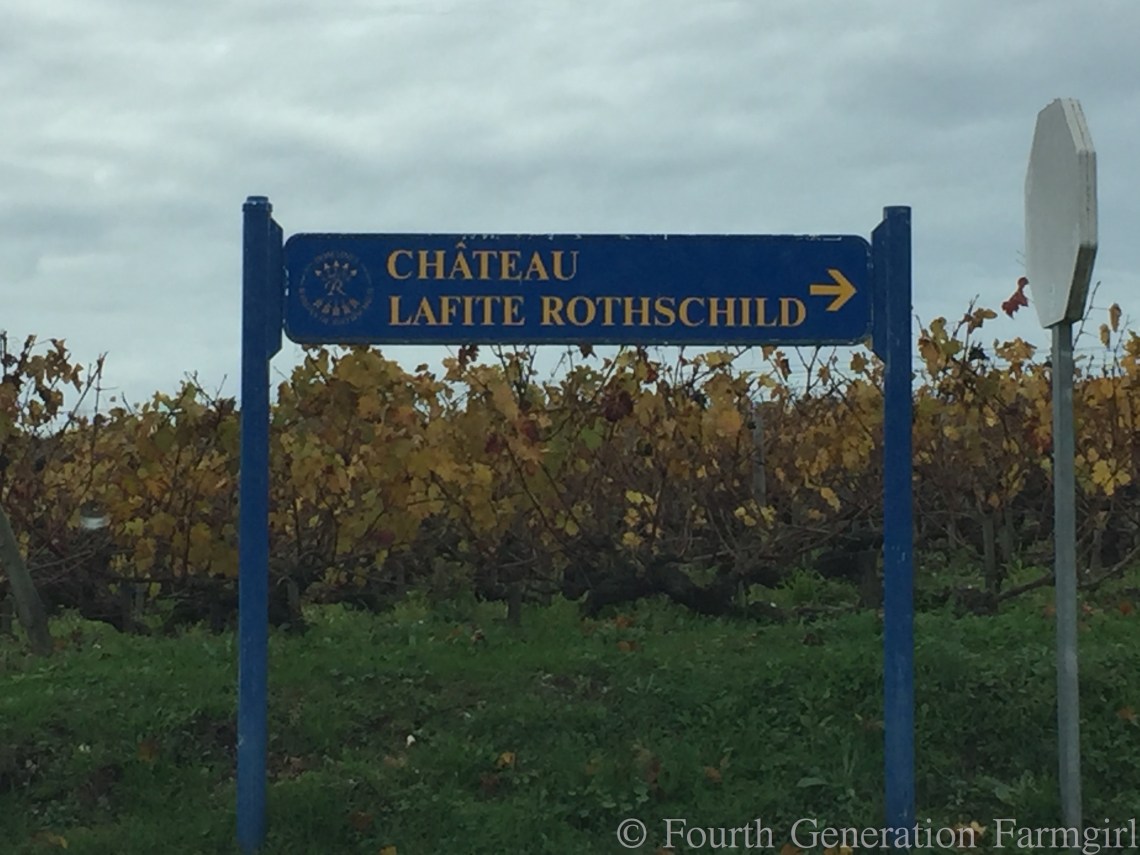 CHÂTEAU
LAFITE ROTHSCHILD
R
© Fourth Generation Farmgirl